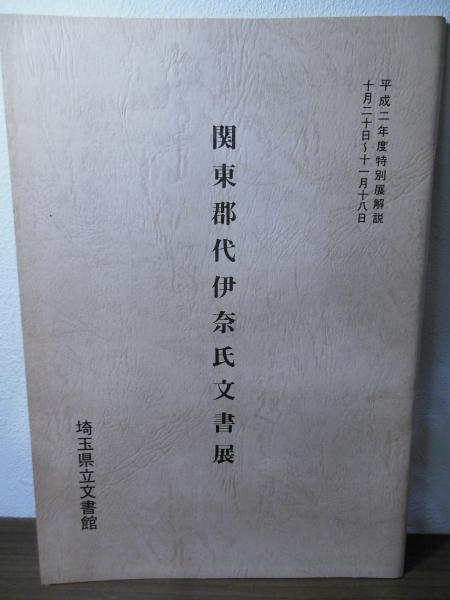 平成二年度特別展解説
十月二十日～十一月十八日
関東郡代伊奈氏文書展
埼玉県立文書館